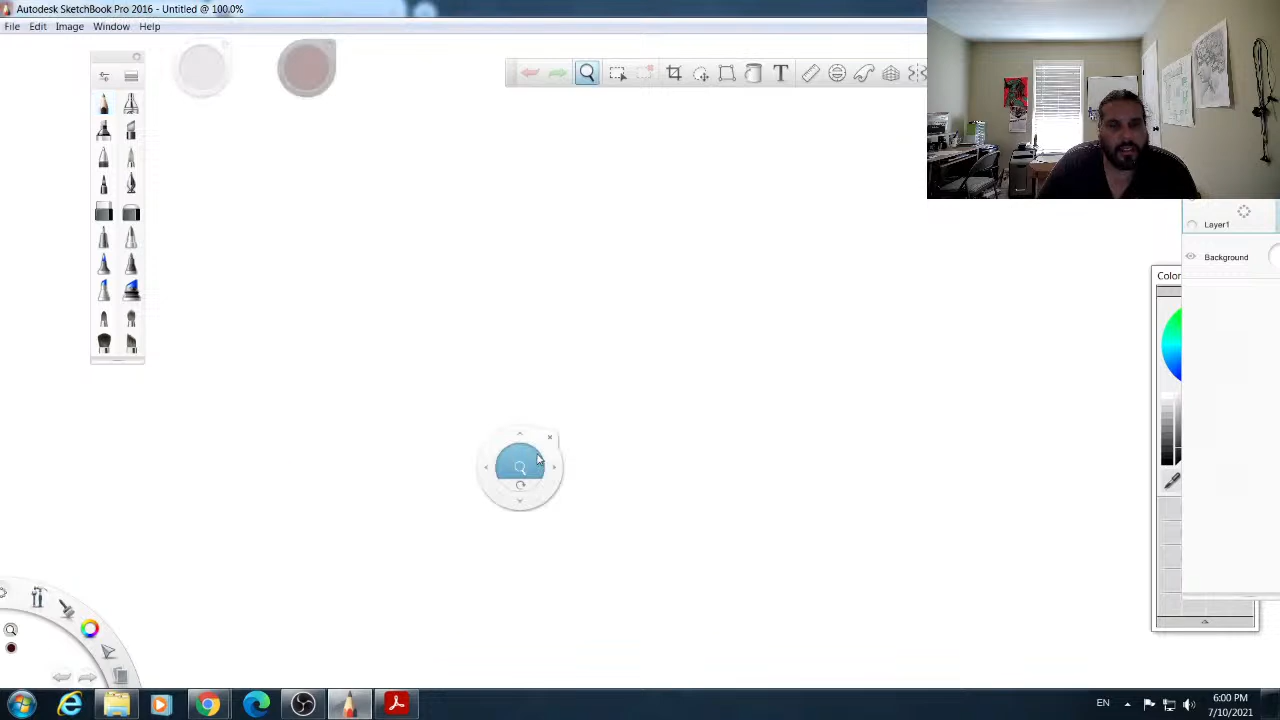 Autodesk SketchBook Pro 2016 - Untitled @ 100.0%
File Edit Image Window Help
Layer1
Background
Color
EN
6:00 PM
7/10/2021